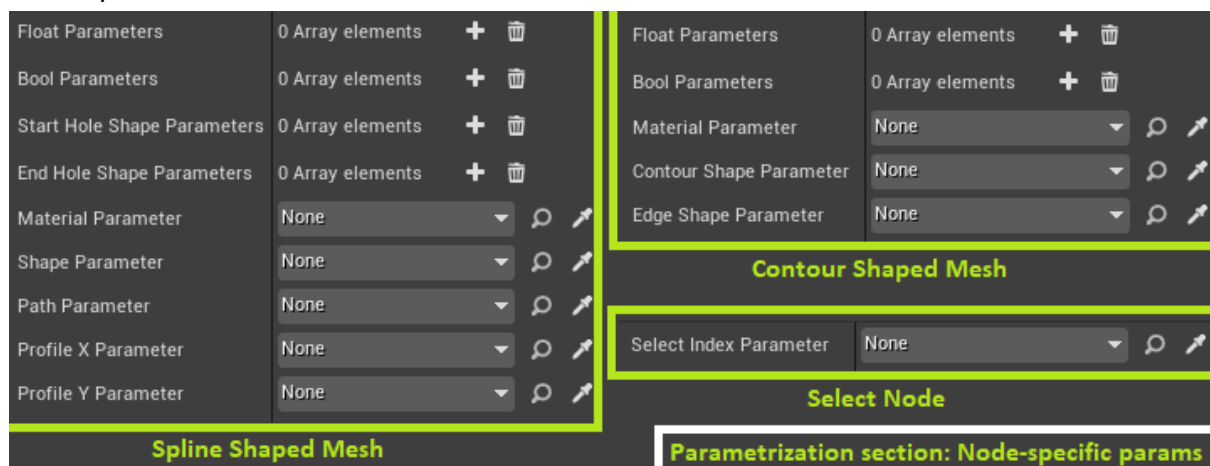 Float Parameters 0 Array elements
Bool Parameters 0 Array elements
Start Hole Shape Parameters 0 Array elements
End Hole Shape Parameters 0 Array elements
Material Parameter None
Shape Parameter None
Path Parameter None
Profile X Parameter None
Profile Y Parameter None
Spline Shaped Mesh
Float Parameters 0 Array elements
Bool Parameters 0 Array elements
Material Parameter None
Contour Shape Parameter None
Edge Shape Parameter None
Contour Shaped Mesh
Select Index Parameter None
Select Node
Parametrization section: Node-specific params